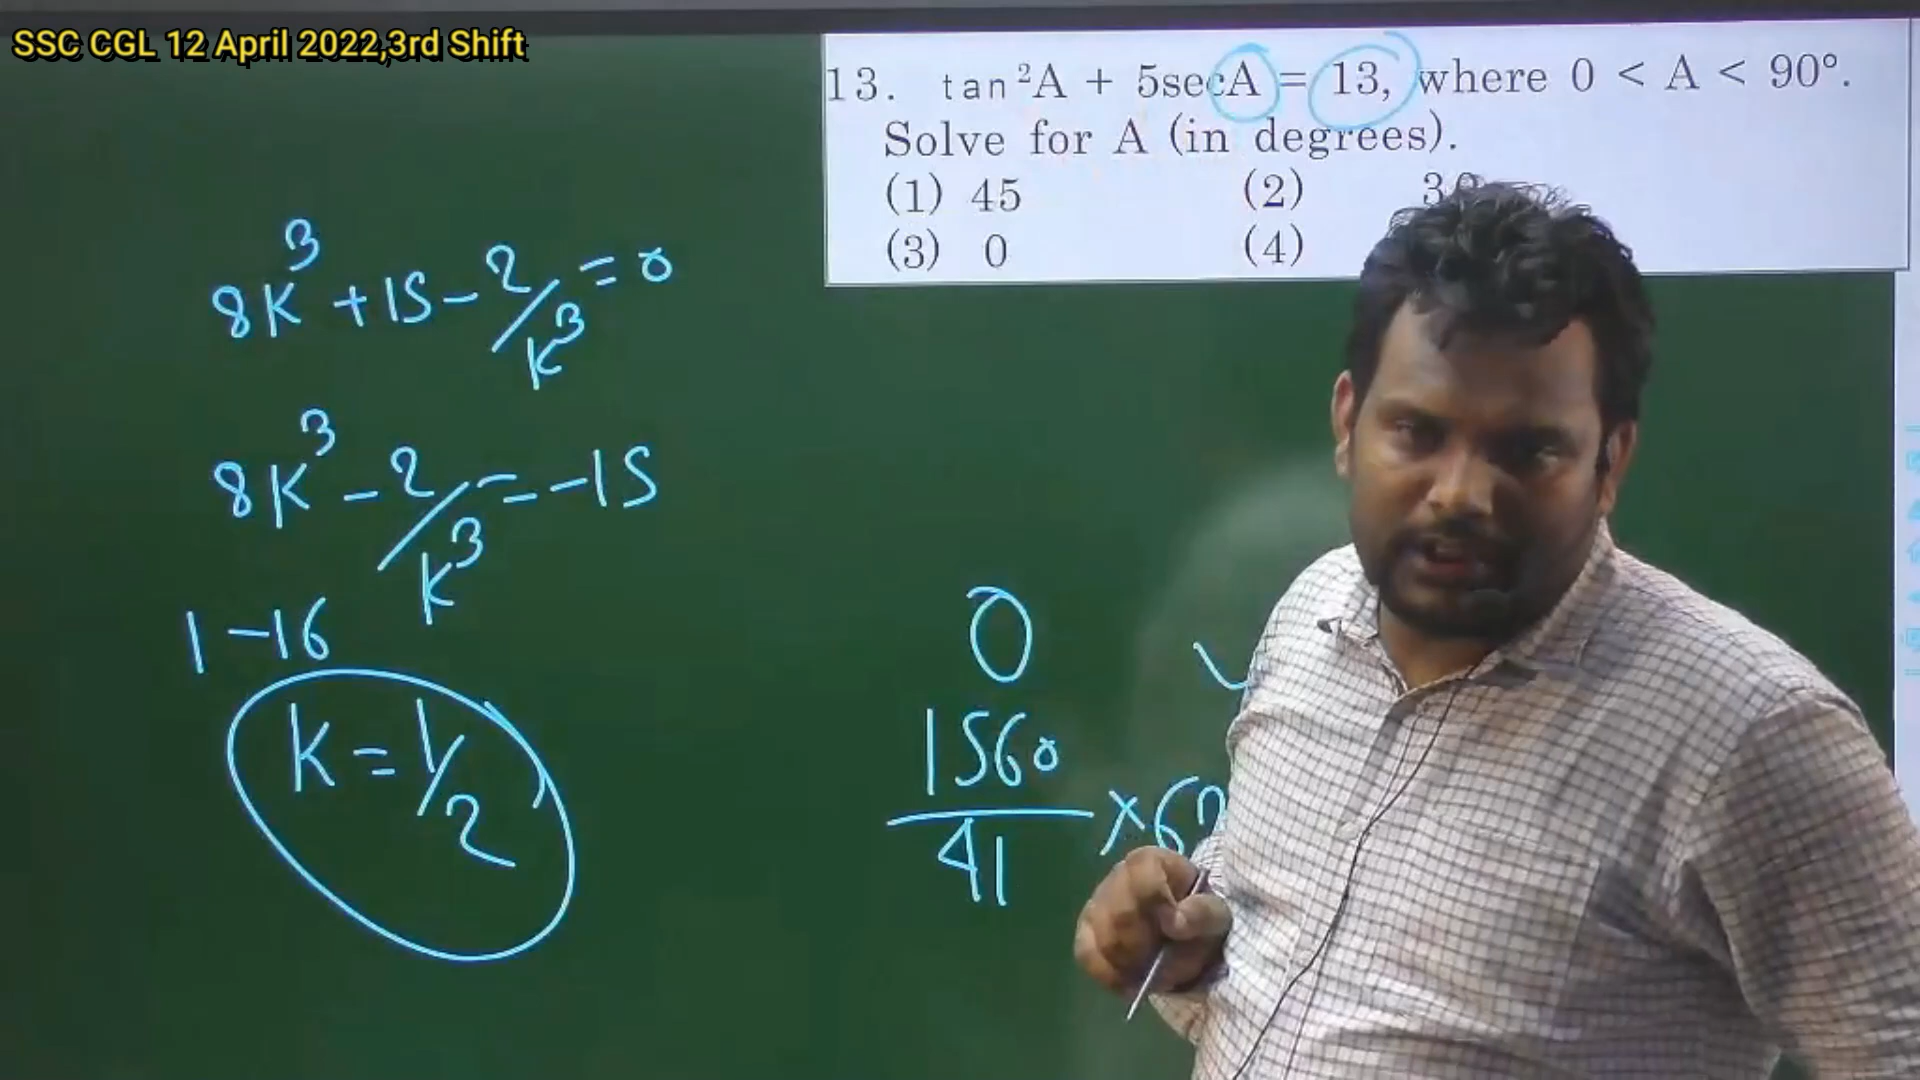 SSC CGL 12 April 2022,3rd Shift
13. tan²A + 5secA = 13, where 0 < A < 90°.
Solve for A (in degrees).
(1) 45 (2) 30
(3) 0 (4)
8K³ + 15 - 2/K³ = 0
8K³ - 2/K³ = -15
1 -16
K = 1/2
0
1560
41
×6